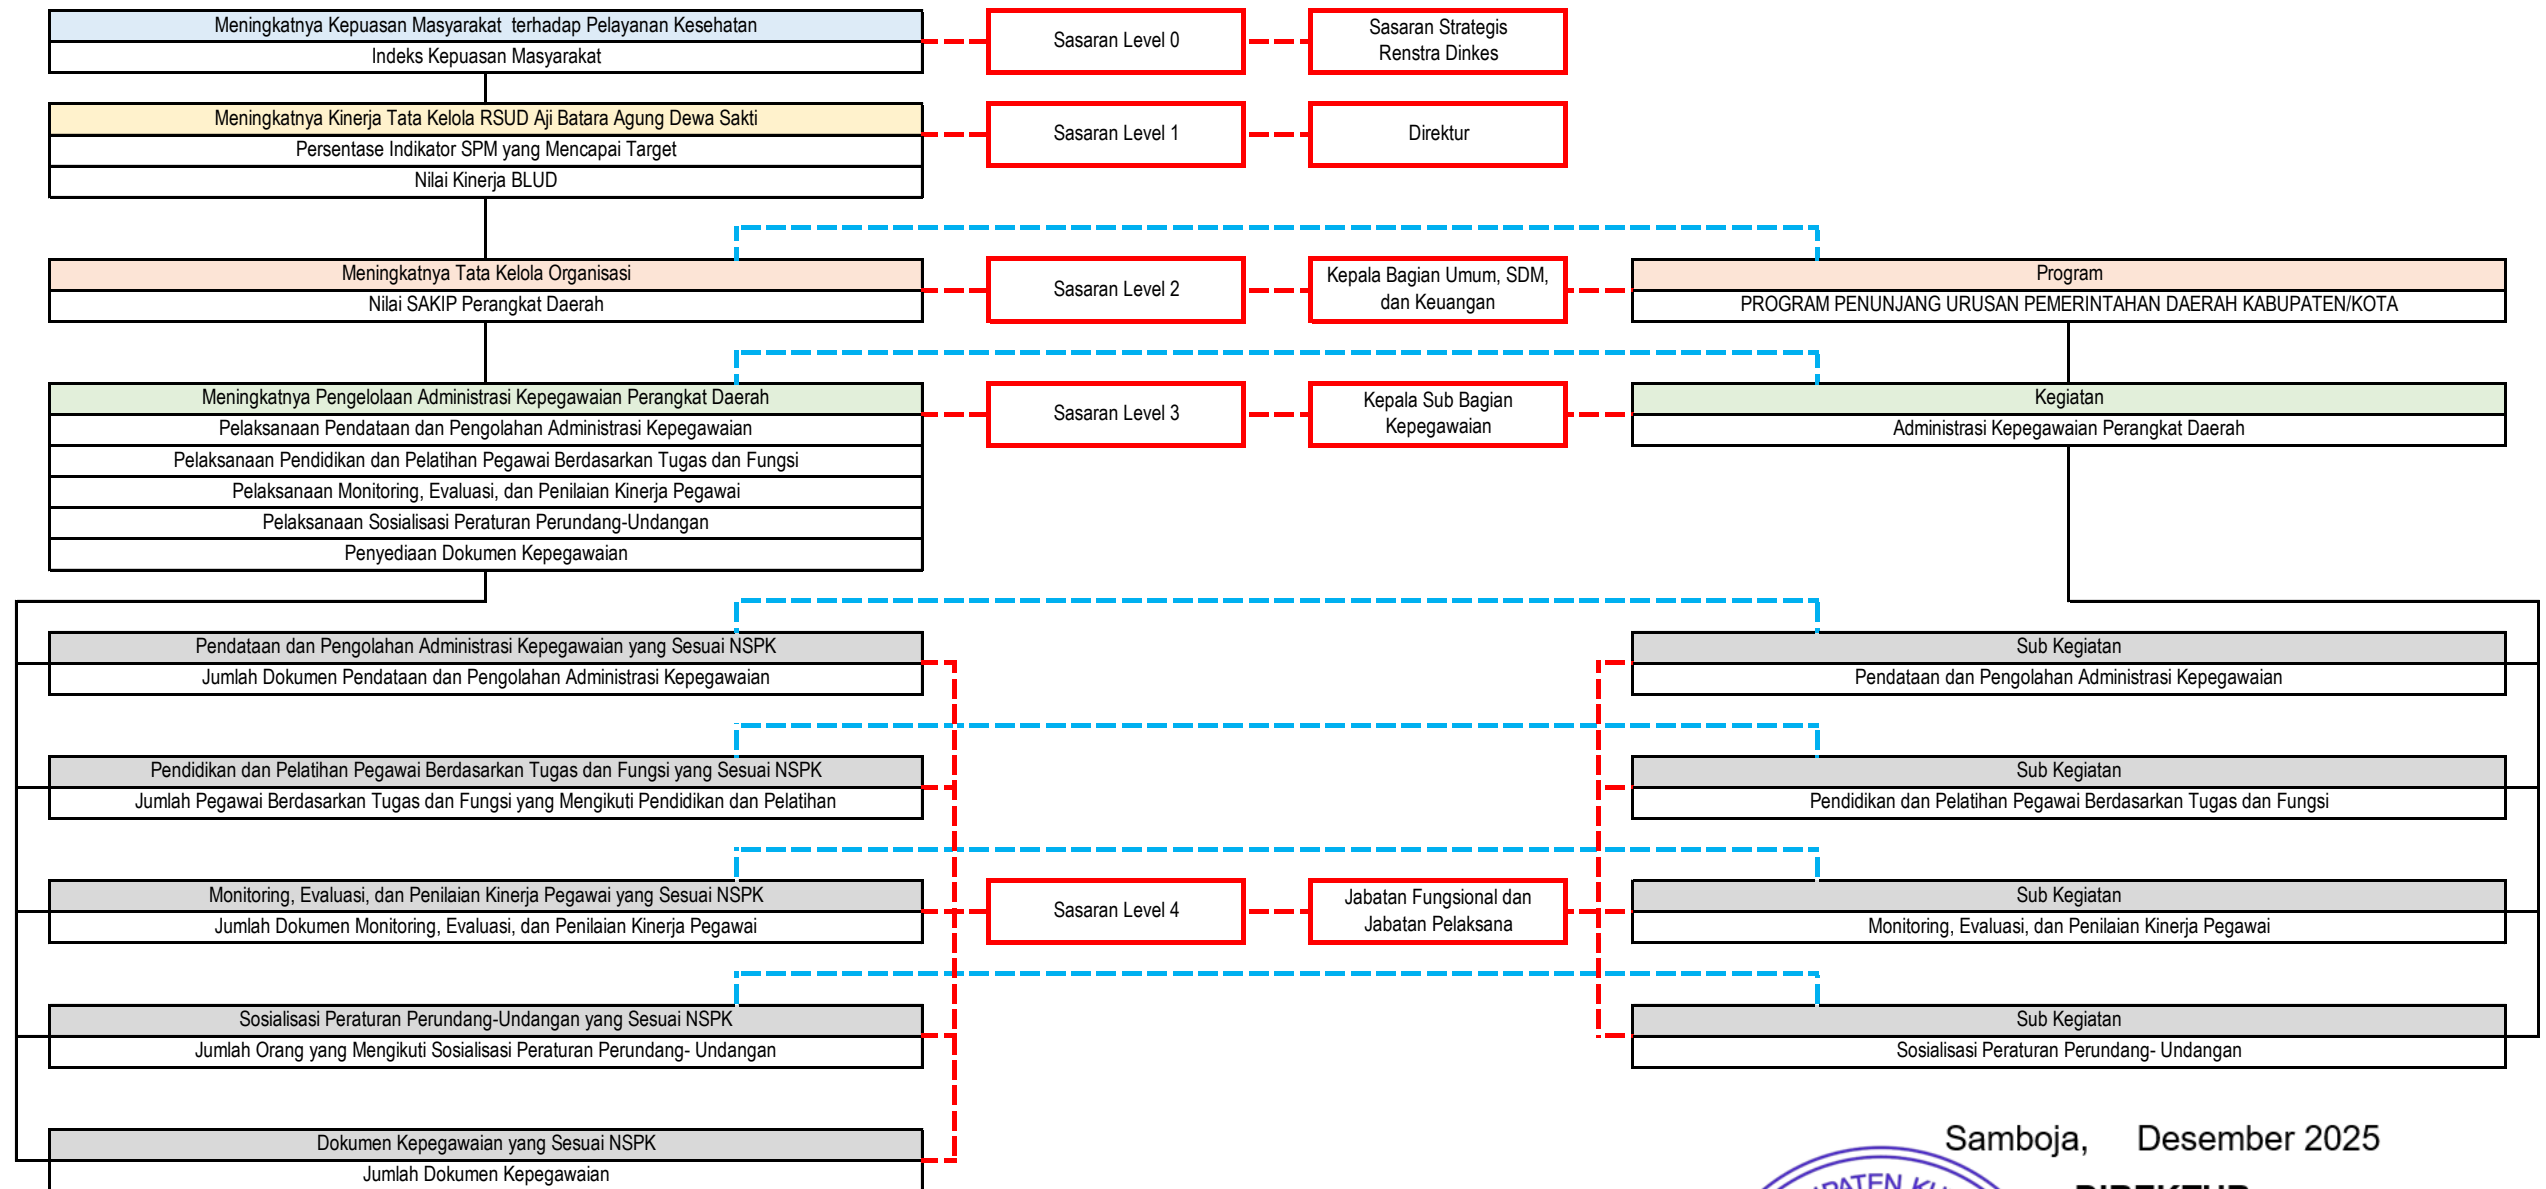 Meningkatnya Kepuasan Masyarakat  terhadap Pelayanan Kesehatan
Indeks Kepuasan Masyarakat
Sasaran Level 0
Sasaran Strategis
Renstra Dinkes
Meningkatnya Kinerja Tata Kelola RSUD Aji Batara Agung Dewa Sakti
Persentase Indikator SPM yang Mencapai Target
Nilai Kinerja BLUD
Sasaran Level 1
Direktur
Meningkatnya Tata Kelola Organisasi
Nilai SAKIP Perangkat Daerah
Sasaran Level 2
Kepala Bagian Umum, SDM,
dan Keuangan
Program
PROGRAM PENUNJANG URUSAN PEMERINTAHAN DAERAH KABUPATEN/KOTA
Meningkatnya Pengelolaan Administrasi Kepegawaian Perangkat Daerah
Pelaksanaan Pendataan dan Pengolahan Administrasi Kepegawaian
Pelaksanaan Pendidikan dan Pelatihan Pegawai Berdasarkan Tugas dan Fungsi
Pelaksanaan Monitoring, Evaluasi, dan Penilaian Kinerja Pegawai
Pelaksanaan Sosialisasi Peraturan Perundang-Undangan
Penyediaan Dokumen Kepegawaian
Sasaran Level 3
Kepala Sub Bagian
Kepegawaian
Kegiatan
Administrasi Kepegawaian Perangkat Daerah
Pendataan dan Pengolahan Administrasi Kepegawaian yang Sesuai NSPK
Jumlah Dokumen Pendataan dan Pengolahan Administrasi Kepegawaian
Sub Kegiatan
Pendataan dan Pengolahan Administrasi Kepegawaian
Pendidikan dan Pelatihan Pegawai Berdasarkan Tugas dan Fungsi yang Sesuai NSPK
Jumlah Pegawai Berdasarkan Tugas dan Fungsi yang Mengikuti Pendidikan dan Pelatihan
Sub Kegiatan
Pendidikan dan Pelatihan Pegawai Berdasarkan Tugas dan Fungsi
Monitoring, Evaluasi, dan Penilaian Kinerja Pegawai yang Sesuai NSPK
Jumlah Dokumen Monitoring, Evaluasi, dan Penilaian Kinerja Pegawai
Sasaran Level 4
Jabatan Fungsional dan
Jabatan Pelaksana
Sub Kegiatan
Monitoring, Evaluasi, dan Penilaian Kinerja Pegawai
Sosialisasi Peraturan Perundang-Undangan yang Sesuai NSPK
Jumlah Orang yang Mengikuti Sosialisasi Peraturan Perundang- Undangan
Sub Kegiatan
Sosialisasi Peraturan Perundang- Undangan
Dokumen Kepegawaian yang Sesuai NSPK
Jumlah Dokumen Kepegawaian
Samboja,     Desember 2025